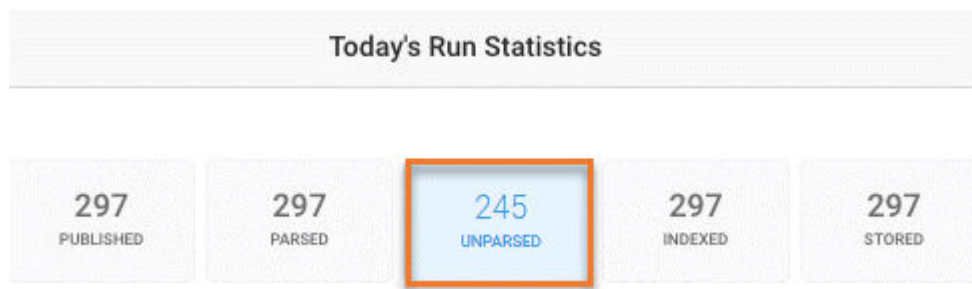 Today's Run Statistics
297 297 245 297 297
PUBLISHED PARSED UNPARSED INDEXED STORED